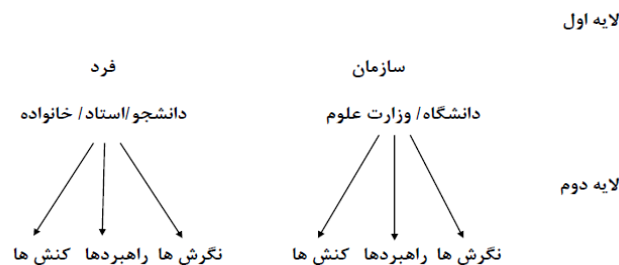 لایه اول
سازمان
فرد
دانشگاه/ وزارت علوم
دانشجو/استاد/ خانواده
لایه دوم
نگرش ها راهبردها کنش ها
نگرش ها راهبردها کنش ها